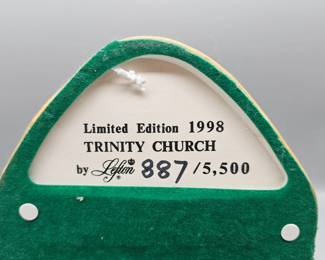 Limited Edition 1998
TRINITY CHURCH
by Lefton ® 887/5,500